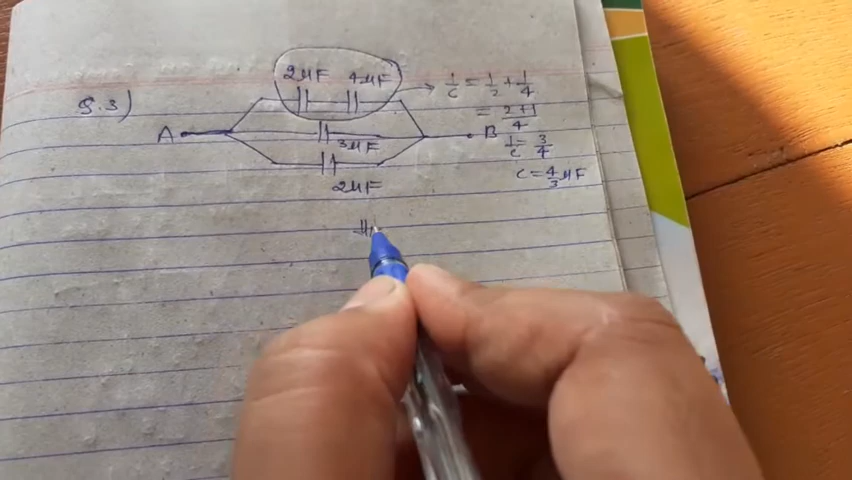 2μF 4μF
Q.3)
1/C = 1/2 + 1/4
= 2+1/4
A B
3μF
1/C = 3/4
2μF
C = 4/3 μF